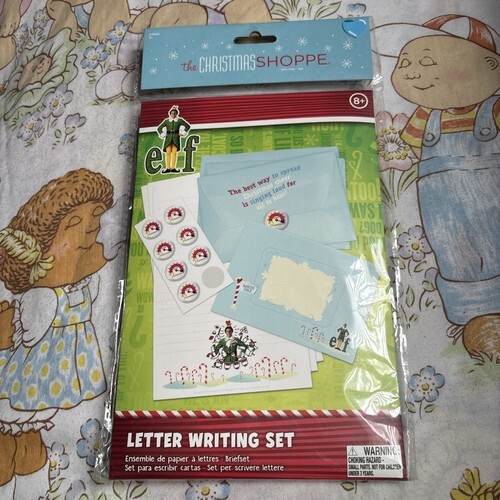 the CHRISTMAS SHOPPE
8+
elf
The best way to spread
is singing loud for
all to hear
elf
LETTER WRITING SET
Ensemble de papier à lettres · Briefset
Set para escribir cartas · Set per scrivere lettere
WARNING:
CHOKING HAZARD -
SMALL PARTS. NOT FOR CHILDREN
UNDER 3 YEARS.